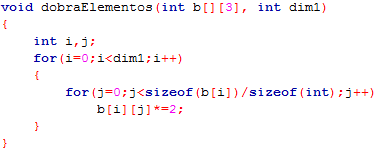 void dobraElementos(int b[][3], int dim1)
{
    int i,j;
    for(i=0;i<dim1;i++)
    {
        for(j=0;j<sizeof(b[i])/sizeof(int);j++)
            b[i][j]*=2;
    }
}